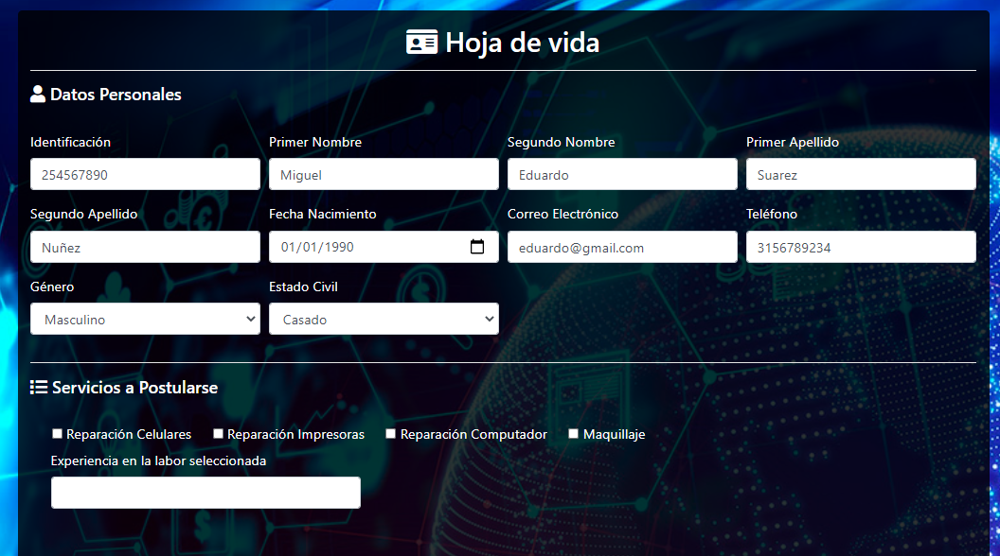 Hoja de vida
Datos Personales
Identificación Primer Nombre Segundo Nombre Primer Apellido
254567890 Miguel Eduardo Suarez
Segundo Apellido Fecha Nacimiento Correo Electrónico Teléfono
Nuñez 01/01/1990 eduardo@gmail.com 3156789234
Género Estado Civil
Masculino Casado
Servicios a Postularse
Reparación Celulares Reparación Impresoras Reparación Computador Maquillaje
Experiencia en la labor seleccionada